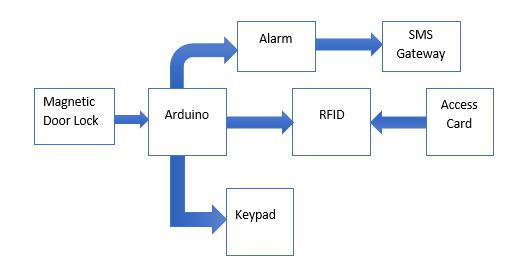 Alarm
SMS
Gateway
Magnetic
Door Lock
Arduino
RFID
Access
Card
Keypad